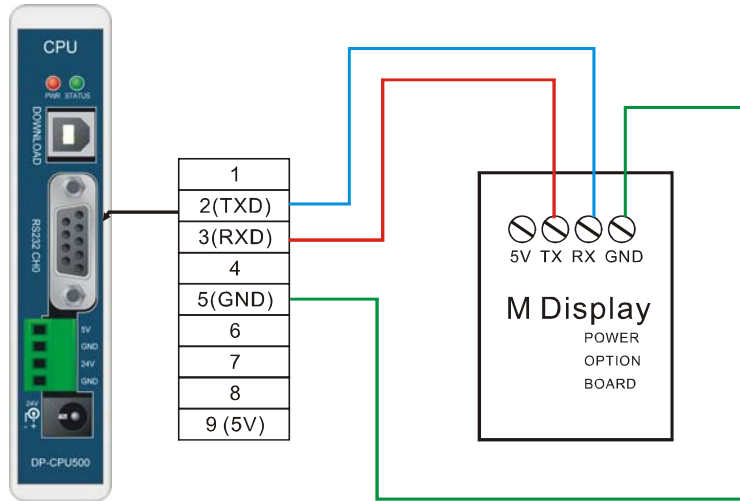 CPU
PWR STATUS
DOWNLOAD
RS232 CH0
5V
GND
24V
GND
24V
- +
DP-CPU500
1
2(TXD)
3(RXD)
4
5(GND)
6
7
8
9 (5V)
5V TX RX GND
M Display
POWER
OPTION
BOARD